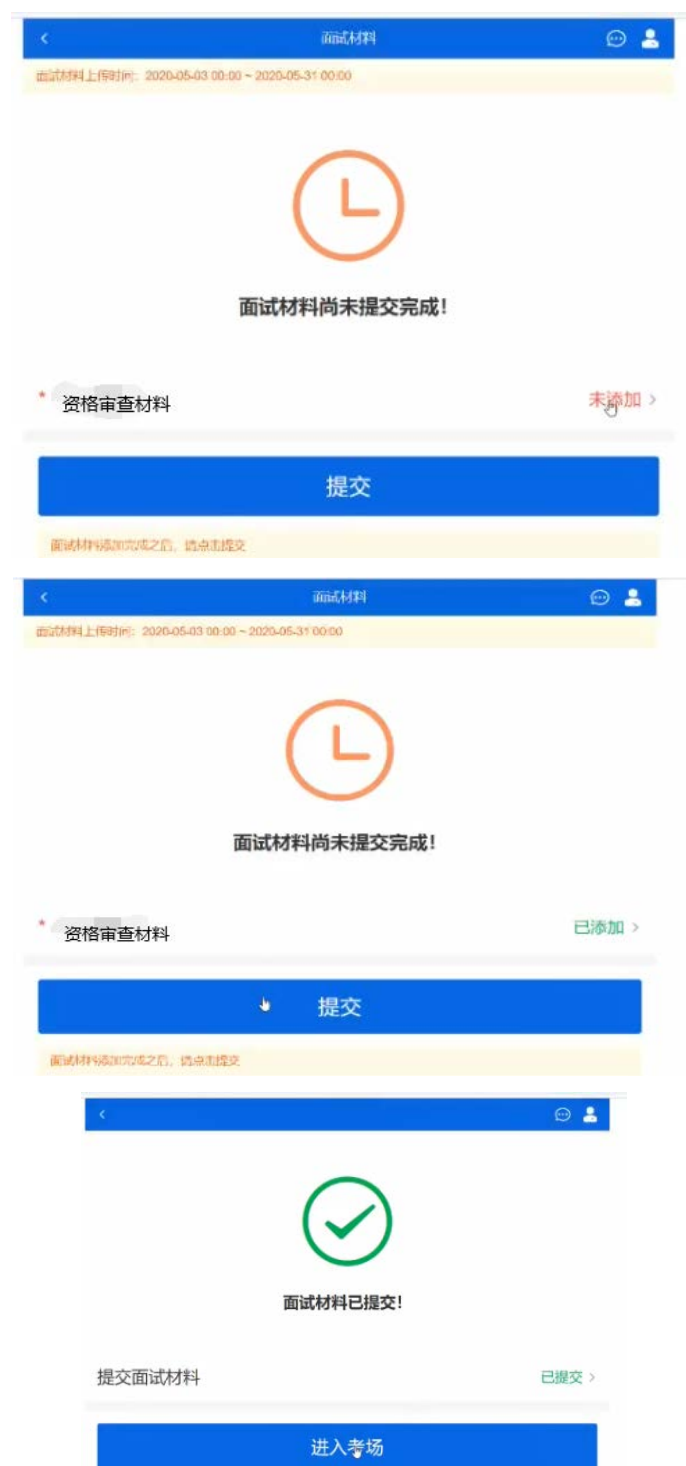 面试材料
面试材料上传时间：2020-05-03 00:00 ~ 2020-05-31 00:00
面试材料尚未提交完成！
* 资格审查材料 未添加 >
提交
面试材料添加完成之后，请点击提交
面试材料
面试材料上传时间：2020-05-03 00:00 ~ 2020-05-31 00:00
面试材料尚未提交完成！
* 资格审查材料 已添加 >
提交
面试材料添加完成之后，请点击提交
面试材料已提交！
提交面试材料 已提交 >
进入考场